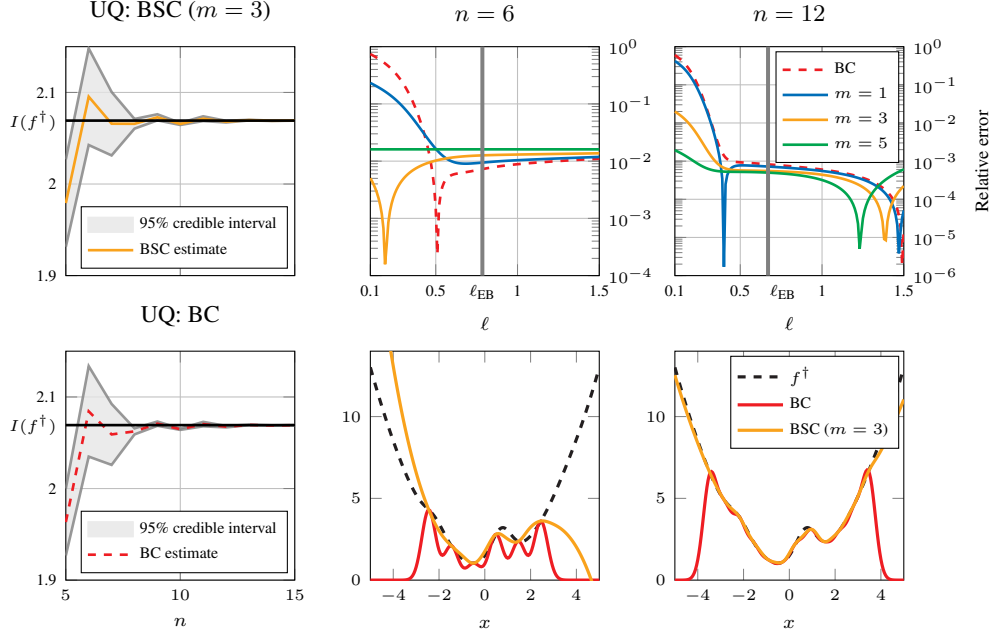 UQ: BSC (m = 3)
2.1
I(f†)
2
1.9
95% credible interval
BSC estimate
n = 6
10^0
10^−1
10^−2
10^−3
10^−4
0.1 0.5 ℓEB 1 1.5
ℓ
n = 12
BC
m = 1
m = 3
m = 5
10^0
10^−1
10^−2
10^−3
10^−4
10^−5
10^−6
Relative error
0.1 0.5 ℓEB 1 1.5
ℓ
UQ: BC
2.1
I(f†)
2
1.9
95% credible interval
BC estimate
5 10 15
n
10
5
0
−4 −2 0 2 4
x
f†
BC
BSC (m = 3)
10
5
0
−4 −2 0 2 4
x